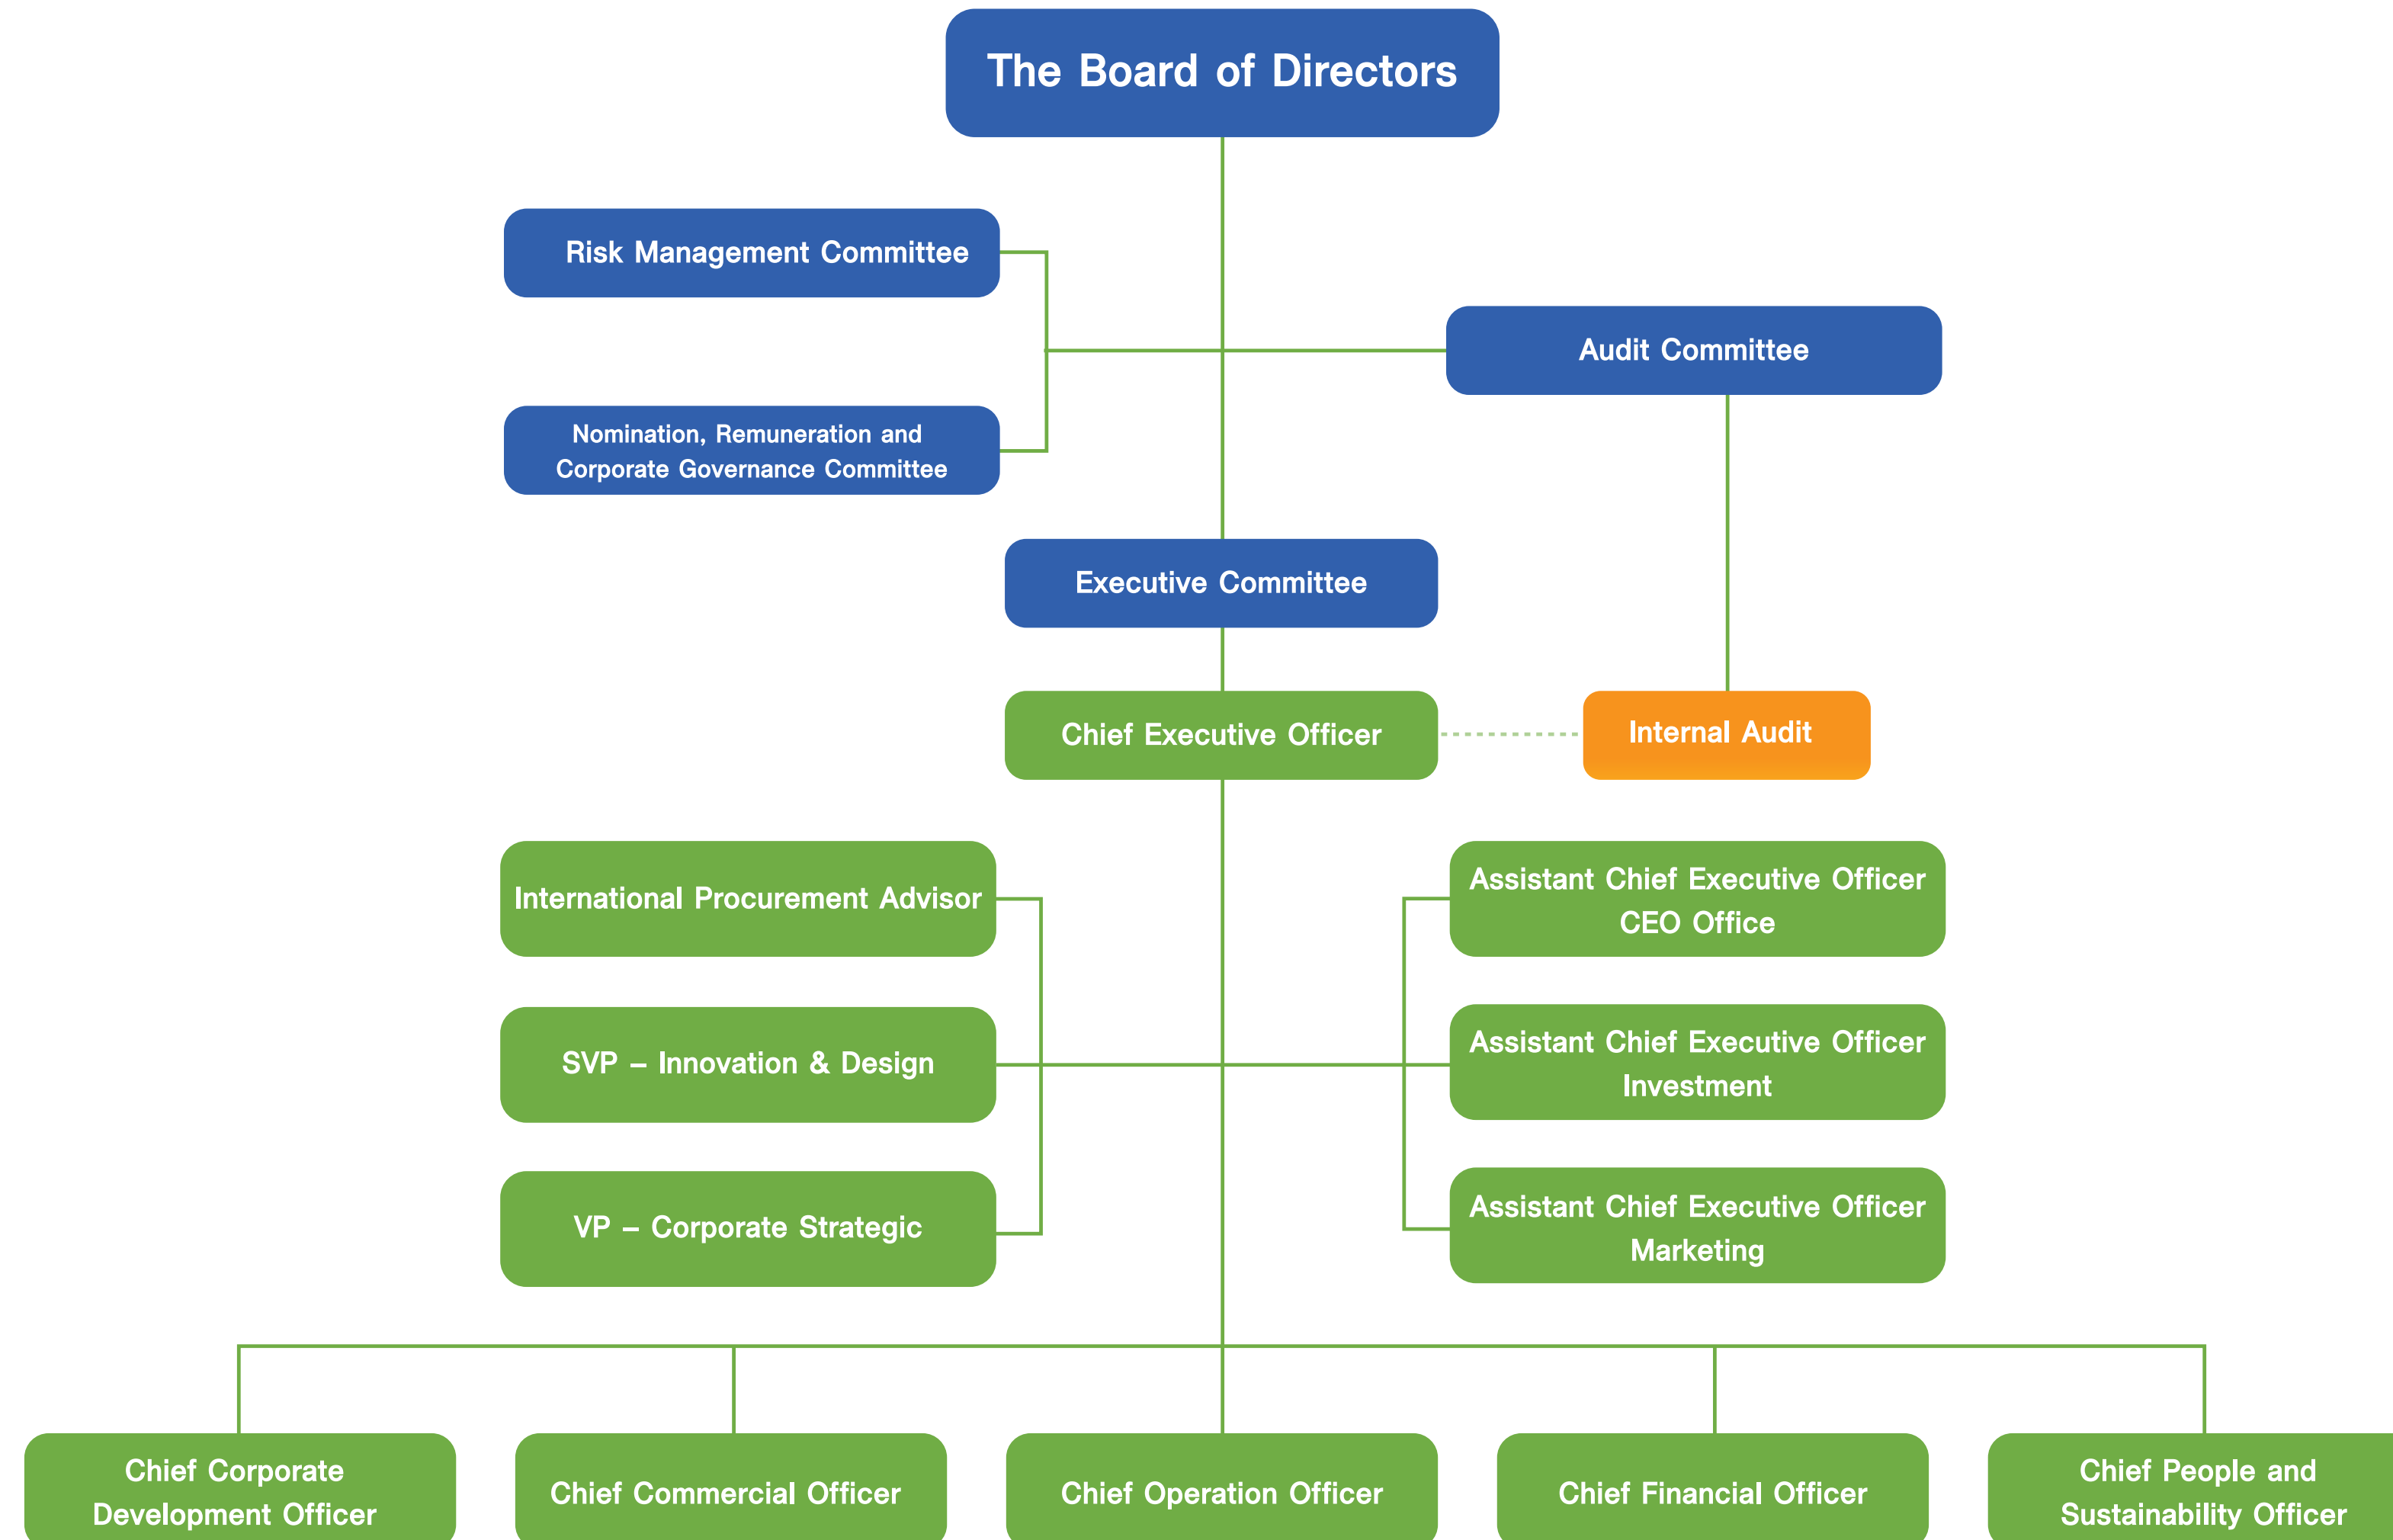 The Board of Directors
Risk Management Committee
Audit Committee
Nomination, Remuneration and
Corporate Governance Committee
Executive Committee
Chief Executive Officer
Internal Audit
International Procurement Advisor
Assistant Chief Executive Officer
CEO Office
SVP – Innovation & Design
Assistant Chief Executive Officer
Investment
VP – Corporate Strategic
Assistant Chief Executive Officer
Marketing
Chief Corporate
Development Officer
Chief Commercial Officer
Chief Operation Officer
Chief Financial Officer
Chief People and
Sustainability Officer